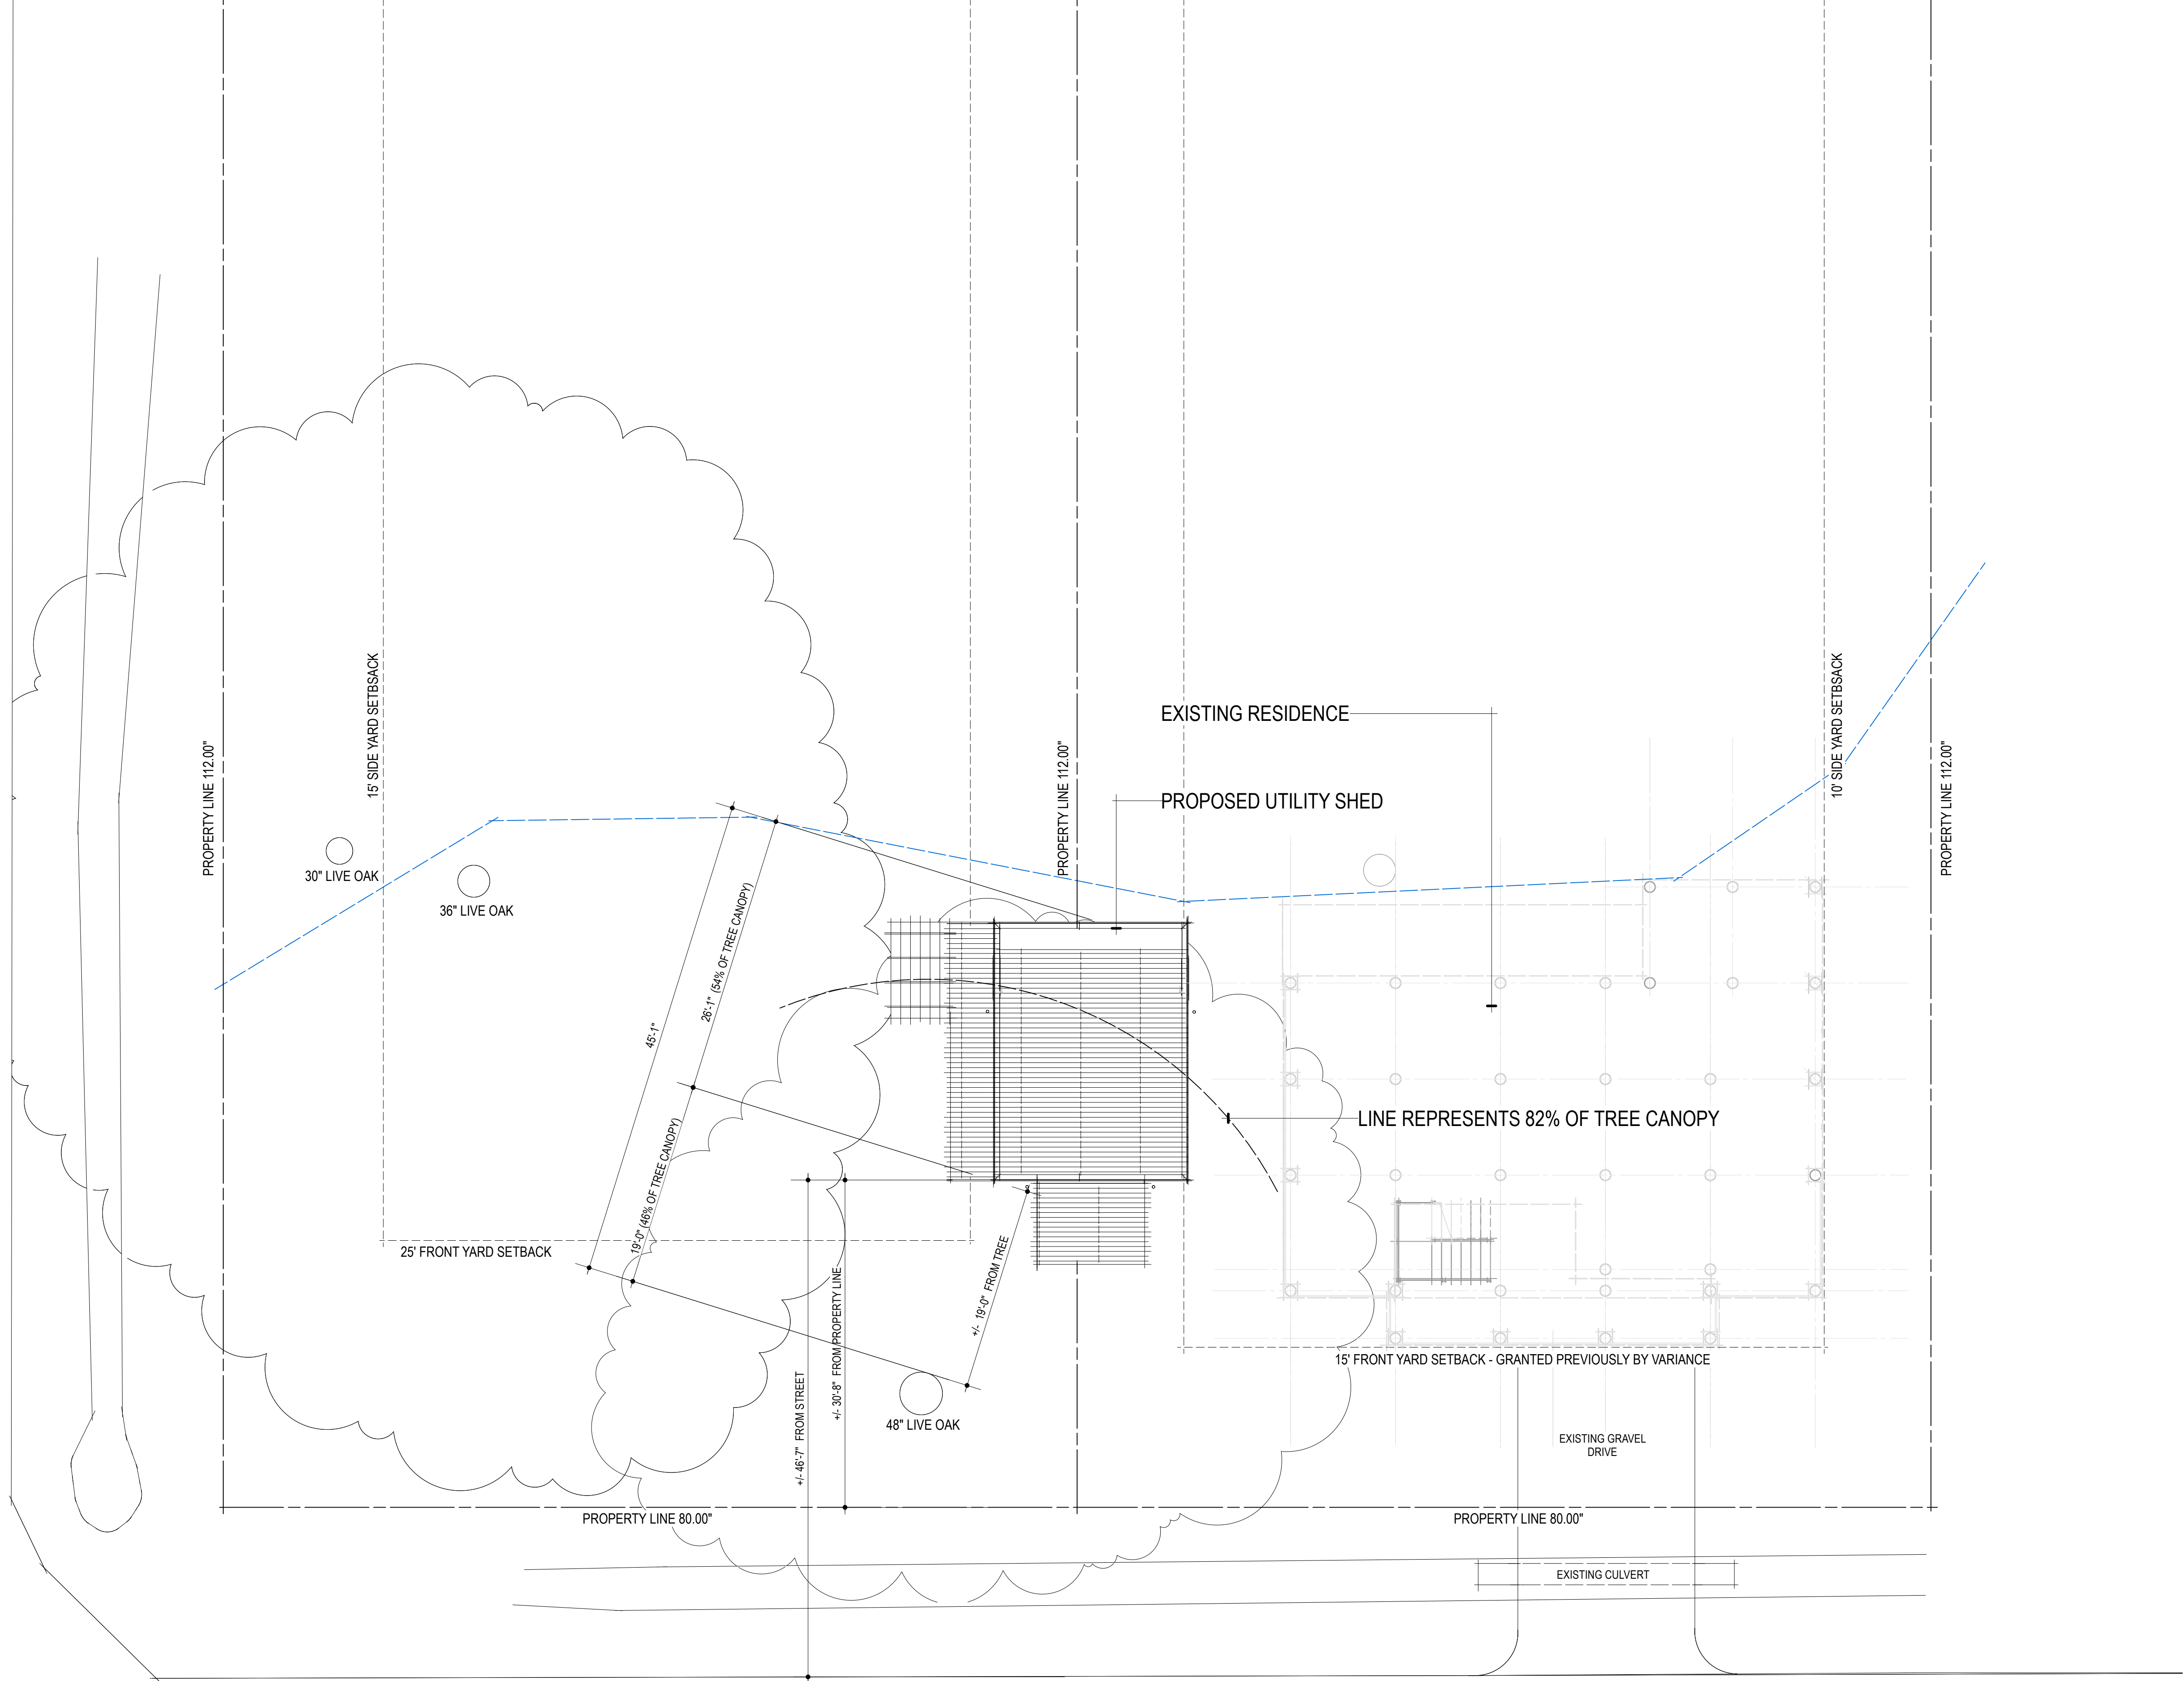 15' SIDE YARD SETBSACK
10' SIDE YARD SETBSACK
EXISTING RESIDENCE
PROPERTY LINE 112.00"
PROPERTY LINE 112.00"
PROPERTY LINE 112.00"
PROPOSED UTILITY SHED
30" LIVE OAK
36" LIVE OAK
26'-1" (54% OF TREE CANOPY)
45'-1"
LINE REPRESENTS 82% OF TREE CANOPY
19'-0" (46% OF TREE CANOPY)
25' FRONT YARD SETBACK
+/- 19'-0" FROM TREE
+/- 30'-8" FROM PROPERTY LINE
15' FRONT YARD SETBACK - GRANTED PREVIOUSLY BY VARIANCE
+/- 46'-7" FROM STREET
48" LIVE OAK
EXISTING GRAVEL
DRIVE
PROPERTY LINE 80.00"
PROPERTY LINE 80.00"
EXISTING CULVERT